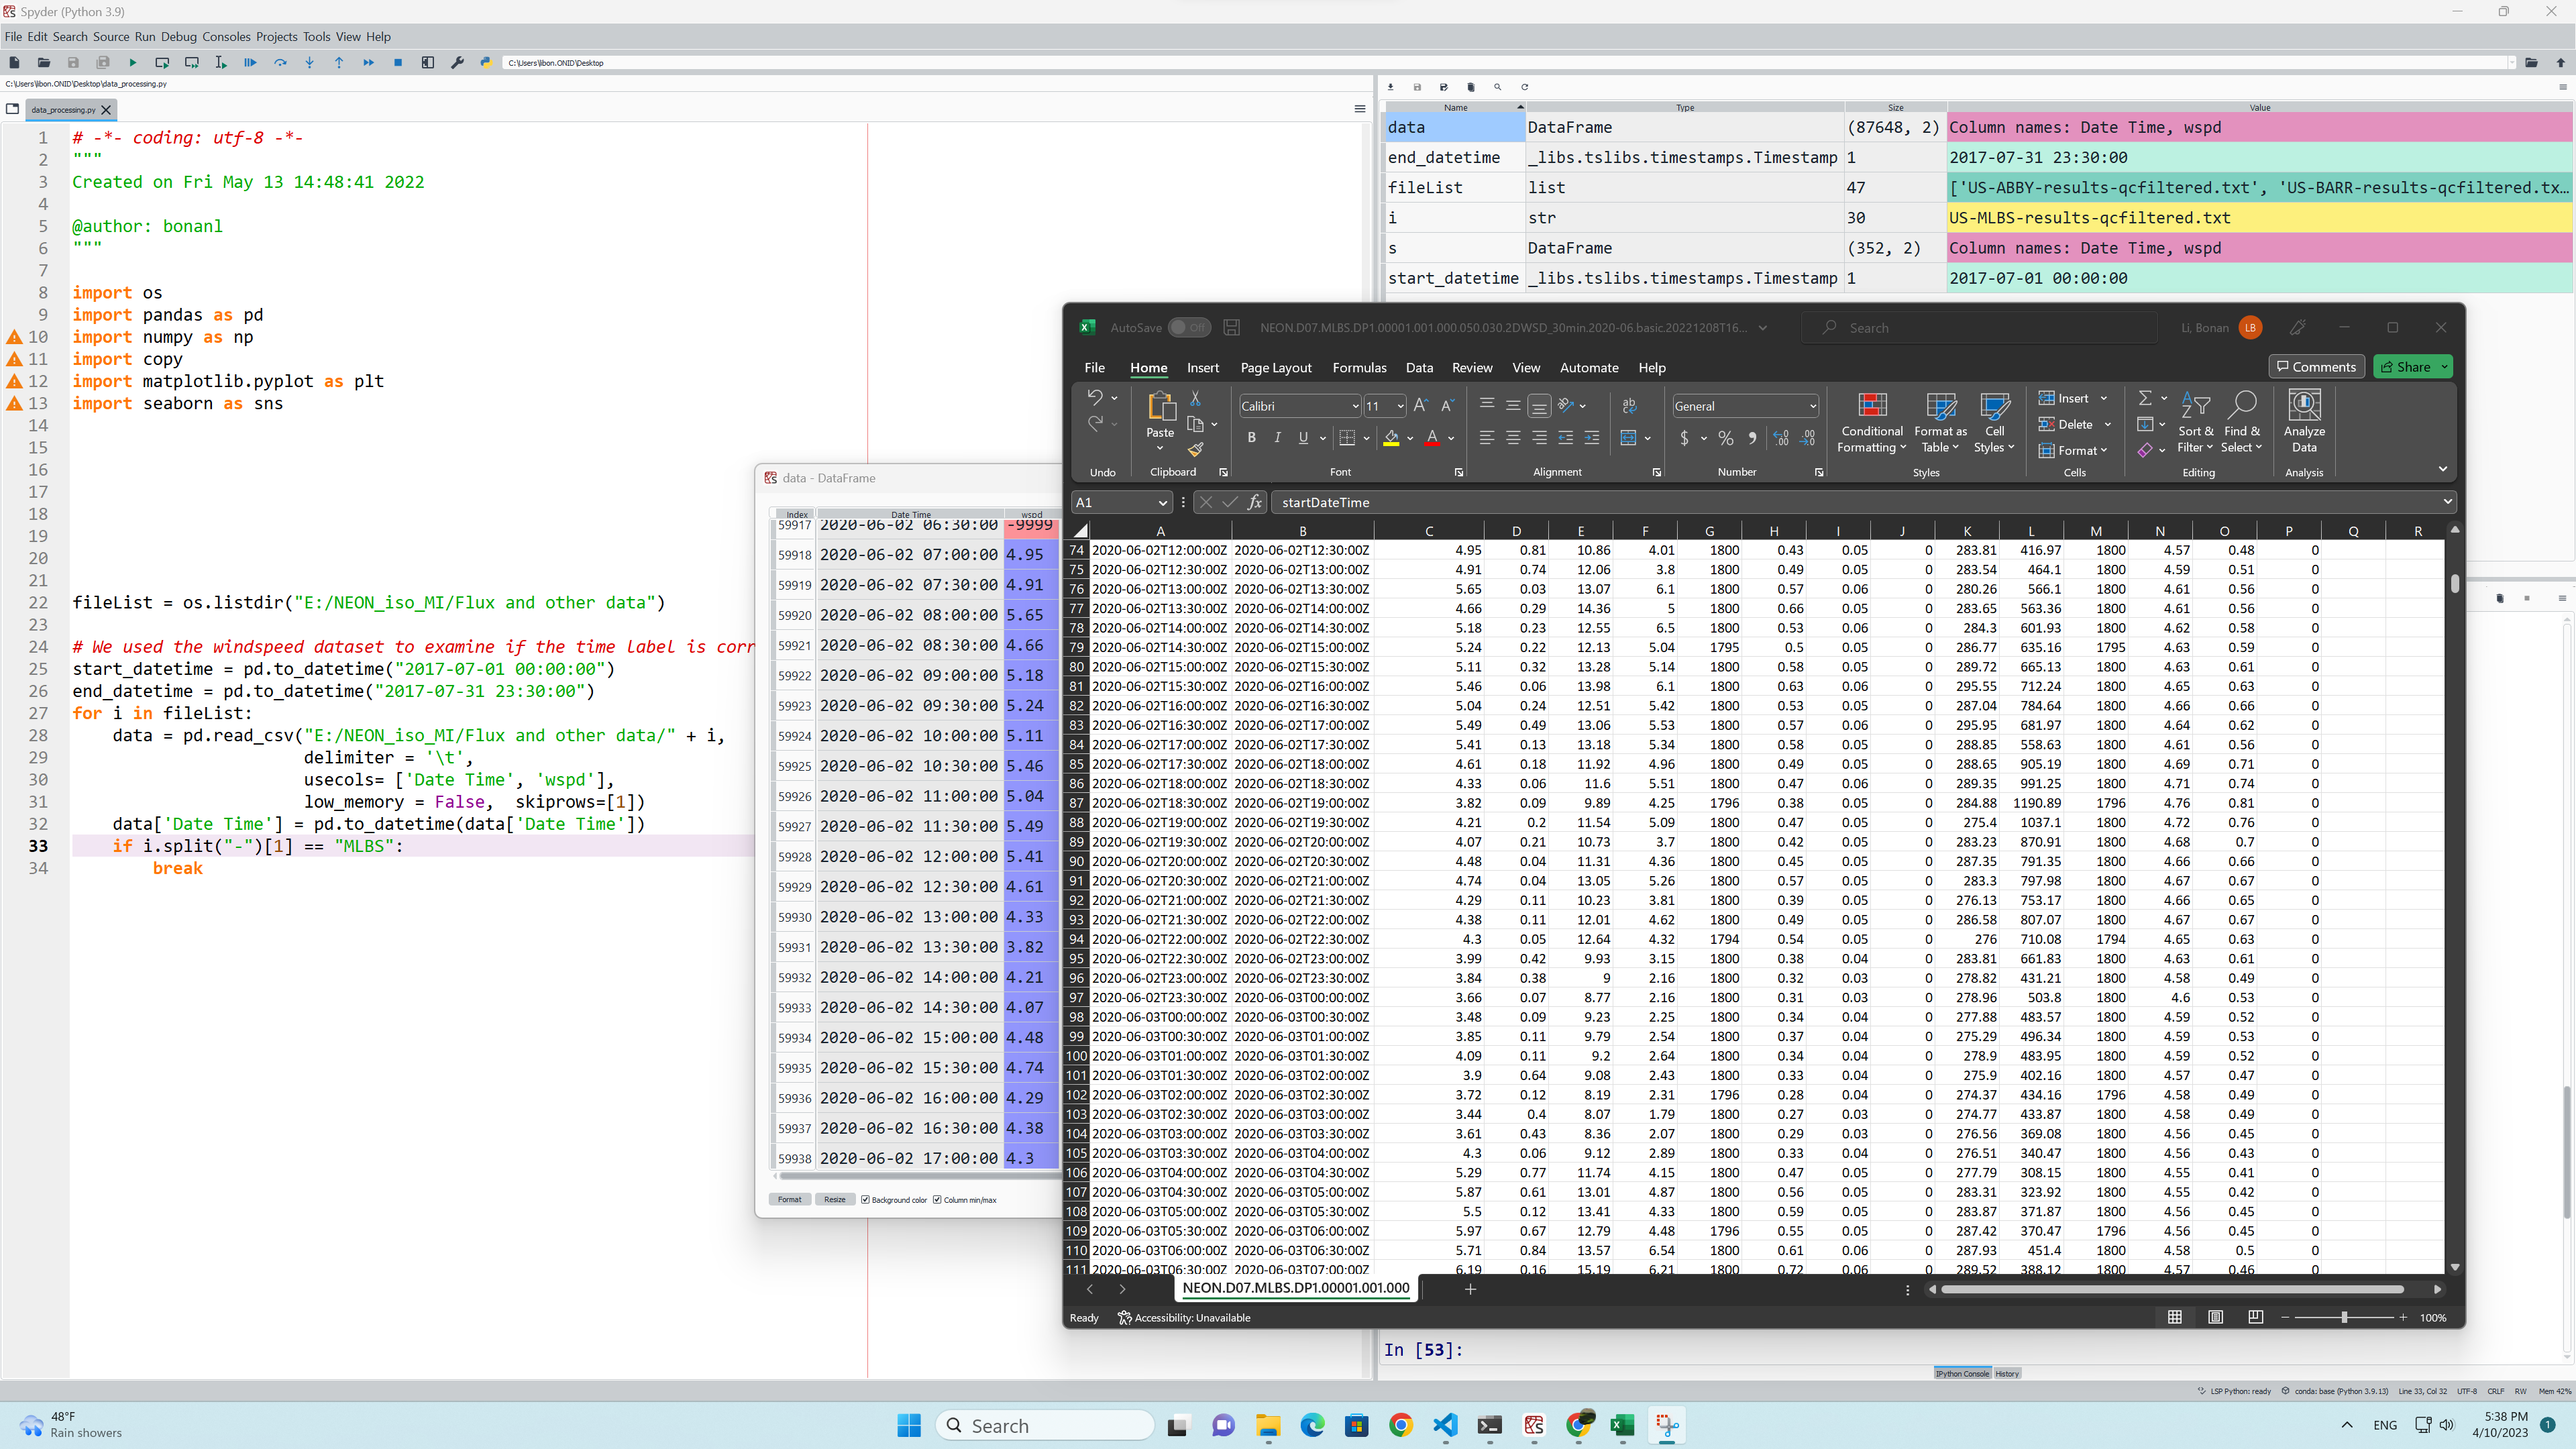 Spyder (Python 3.9)
File Edit Search Source Run Debug Consoles Projects Tools View Help
C:\Users\libon.ONID\Desktop
C:\Users\libon.ONID\Desktop\data_processing.py
data_processing.py
1 # -*- coding: utf-8 -*-
2 """
3 Created on Fri May 13 14:48:41 2022
4
5 @author: bonanl
6 """
7
8 import os
9 import pandas as pd
10 import numpy as np
11 import copy
12 import matplotlib.pyplot as plt
13 import seaborn as sns
14
15
16
17
18
19
20
21
22 fileList = os.listdir("E:/NEON_iso_MI/Flux and other data")
23
24 # We used the windspeed dataset to examine if the time label is corr
25 start_datetime = pd.to_datetime("2017-07-01 00:00:00")
26 end_datetime = pd.to_datetime("2017-07-31 23:30:00")
27 for i in fileList:
28 data = pd.read_csv("E:/NEON_iso_MI/Flux and other data/" + i,
29 delimiter = '\t',
30 usecols= ['Date Time', 'wspd'],
31 low_memory = False, skiprows=[1])
32 data['Date Time'] = pd.to_datetime(data['Date Time'])
33 if i.split("-")[1] == "MLBS":
34 break
Name Type Size Value
data DataFrame (87648, 2) Column names: Date Time, wspd
end_datetime _libs.tslibs.timestamps.Timestamp 1 2017-07-31 23:30:00
fileList list 47 ['US-ABBY-results-qcfiltered.txt', 'US-BARR-results-qcfiltered.tx…
i str 30 US-MLBS-results-qcfiltered.txt
s DataFrame (352, 2) Column names: Date Time, wspd
start_datetime _libs.tslibs.timestamps.Timestamp 1 2017-07-01 00:00:00
data - DataFrame
Index Date Time wspd
59917 2020-06-02 06:30:00 -9999
59918 2020-06-02 07:00:00 4.95
59919 2020-06-02 07:30:00 4.91
59920 2020-06-02 08:00:00 5.65
59921 2020-06-02 08:30:00 4.66
59922 2020-06-02 09:00:00 5.18
59923 2020-06-02 09:30:00 5.24
59924 2020-06-02 10:00:00 5.11
59925 2020-06-02 10:30:00 5.46
59926 2020-06-02 11:00:00 5.04
59927 2020-06-02 11:30:00 5.49
59928 2020-06-02 12:00:00 5.41
59929 2020-06-02 12:30:00 4.61
59930 2020-06-02 13:00:00 4.33
59931 2020-06-02 13:30:00 3.82
59932 2020-06-02 14:00:00 4.21
59933 2020-06-02 14:30:00 4.07
59934 2020-06-02 15:00:00 4.48
59935 2020-06-02 15:30:00 4.74
59936 2020-06-02 16:00:00 4.29
59937 2020-06-02 16:30:00 4.38
59938 2020-06-02 17:00:00 4.3
Format Resize Background color Column min/max
AutoSave Off NEON.D07.MLBS.DP1.00001.001.000.050.030.2DWSD_30min.2020-06.basic.20221208T16... Search Li, Bonan LB
File Home Insert Page Layout Formulas Data Review View Automate Help Comments Share
Paste Calibri 11 General Conditional Formatting Format as Table Cell Styles Insert Delete Format Sort & Filter Find & Select Analyze Data
Undo Clipboard Font Alignment Number Styles Cells Editing Analysis
A1 fx startDateTime
A B C D E F G H I J K L M N O P Q R
74 2020-06-02T12:00:00Z 2020-06-02T12:30:00Z 4.95 0.81 10.86 4.01 1800 0.43 0.05 0 283.81 416.97 1800 4.57 0.48 0
75 2020-06-02T12:30:00Z 2020-06-02T13:00:00Z 4.91 0.74 12.06 3.8 1800 0.49 0.05 0 283.54 464.1 1800 4.59 0.51 0
76 2020-06-02T13:00:00Z 2020-06-02T13:30:00Z 5.65 0.03 13.07 6.1 1800 0.57 0.06 0 280.26 566.1 1800 4.61 0.56 0
77 2020-06-02T13:30:00Z 2020-06-02T14:00:00Z 4.66 0.29 14.36 5 1800 0.66 0.05 0 283.65 563.36 1800 4.61 0.56 0
78 2020-06-02T14:00:00Z 2020-06-02T14:30:00Z 5.18 0.23 12.55 6.5 1800 0.53 0.06 0 284.3 601.93 1800 4.62 0.58 0
79 2020-06-02T14:30:00Z 2020-06-02T15:00:00Z 5.24 0.22 12.13 5.04 1795 0.5 0.05 0 286.77 635.16 1795 4.63 0.59 0
80 2020-06-02T15:00:00Z 2020-06-02T15:30:00Z 5.11 0.32 13.28 5.14 1800 0.58 0.05 0 289.72 665.13 1800 4.63 0.61 0
81 2020-06-02T15:30:00Z 2020-06-02T16:00:00Z 5.46 0.06 13.98 6.1 1800 0.63 0.06 0 295.55 712.24 1800 4.65 0.63 0
82 2020-06-02T16:00:00Z 2020-06-02T16:30:00Z 5.04 0.24 12.51 5.42 1800 0.53 0.05 0 287.04 784.64 1800 4.66 0.66 0
83 2020-06-02T16:30:00Z 2020-06-02T17:00:00Z 5.49 0.49 13.06 5.53 1800 0.57 0.06 0 295.95 681.97 1800 4.64 0.62 0
84 2020-06-02T17:00:00Z 2020-06-02T17:30:00Z 5.41 0.13 13.18 5.34 1800 0.58 0.05 0 288.85 558.63 1800 4.61 0.56 0
85 2020-06-02T17:30:00Z 2020-06-02T18:00:00Z 4.61 0.18 11.92 4.96 1800 0.49 0.05 0 288.65 905.19 1800 4.69 0.71 0
86 2020-06-02T18:00:00Z 2020-06-02T18:30:00Z 4.33 0.06 11.6 5.51 1800 0.47 0.06 0 289.35 991.25 1800 4.71 0.74 0
87 2020-06-02T18:30:00Z 2020-06-02T19:00:00Z 3.82 0.09 9.89 4.25 1796 0.38 0.05 0 284.88 1190.89 1796 4.76 0.81 0
88 2020-06-02T19:00:00Z 2020-06-02T19:30:00Z 4.21 0.2 11.54 5.09 1800 0.47 0.05 0 275.4 1037.1 1800 4.72 0.76 0
89 2020-06-02T19:30:00Z 2020-06-02T20:00:00Z 4.07 0.21 10.73 3.7 1800 0.42 0.05 0 283.23 870.91 1800 4.68 0.7 0
90 2020-06-02T20:00:00Z 2020-06-02T20:30:00Z 4.48 0.04 11.31 4.36 1800 0.45 0.05 0 287.35 791.35 1800 4.66 0.66 0
91 2020-06-02T20:30:00Z 2020-06-02T21:00:00Z 4.74 0.04 13.05 5.26 1800 0.57 0.05 0 283.3 797.98 1800 4.67 0.67 0
92 2020-06-02T21:00:00Z 2020-06-02T21:30:00Z 4.29 0.11 10.23 3.81 1800 0.39 0.05 0 276.13 753.17 1800 4.66 0.65 0
93 2020-06-02T21:30:00Z 2020-06-02T22:00:00Z 4.38 0.11 12.01 4.62 1800 0.49 0.05 0 286.58 807.07 1800 4.67 0.67 0
94 2020-06-02T22:00:00Z 2020-06-02T22:30:00Z 4.3 0.05 12.64 4.32 1794 0.54 0.05 0 276 710.08 1794 4.65 0.63 0
95 2020-06-02T22:30:00Z 2020-06-02T23:00:00Z 3.99 0.42 9.93 3.15 1800 0.38 0.04 0 283.81 661.83 1800 4.63 0.61 0
96 2020-06-02T23:00:00Z 2020-06-02T23:30:00Z 3.84 0.38 9 2.16 1800 0.32 0.03 0 278.82 431.21 1800 4.58 0.49 0
97 2020-06-02T23:30:00Z 2020-06-03T00:00:00Z 3.66 0.07 8.77 2.16 1800 0.31 0.03 0 278.96 503.8 1800 4.6 0.53 0
98 2020-06-03T00:00:00Z 2020-06-03T00:30:00Z 3.48 0.09 9.23 2.25 1800 0.34 0.04 0 277.88 483.57 1800 4.59 0.52 0
99 2020-06-03T00:30:00Z 2020-06-03T01:00:00Z 3.85 0.11 9.79 2.54 1800 0.37 0.04 0 275.29 496.34 1800 4.59 0.53 0
100 2020-06-03T01:00:00Z 2020-06-03T01:30:00Z 4.09 0.11 9.2 2.64 1800 0.34 0.04 0 278.9 483.95 1800 4.59 0.52 0
101 2020-06-03T01:30:00Z 2020-06-03T02:00:00Z 3.9 0.64 9.08 2.43 1800 0.33 0.04 0 275.9 402.16 1800 4.57 0.47 0
102 2020-06-03T02:00:00Z 2020-06-03T02:30:00Z 3.72 0.12 8.19 2.31 1796 0.28 0.04 0 274.37 434.16 1796 4.58 0.49 0
103 2020-06-03T02:30:00Z 2020-06-03T03:00:00Z 3.44 0.4 8.07 1.79 1800 0.27 0.03 0 274.77 433.87 1800 4.58 0.49 0
104 2020-06-03T03:00:00Z 2020-06-03T03:30:00Z 3.61 0.43 8.36 2.07 1800 0.29 0.03 0 276.56 369.08 1800 4.56 0.45 0
105 2020-06-03T03:30:00Z 2020-06-03T04:00:00Z 4.3 0.06 9.12 2.89 1800 0.33 0.04 0 276.51 340.47 1800 4.56 0.43 0
106 2020-06-03T04:00:00Z 2020-06-03T04:30:00Z 5.29 0.77 11.74 4.15 1800 0.47 0.05 0 277.79 308.15 1800 4.55 0.41 0
107 2020-06-03T04:30:00Z 2020-06-03T05:00:00Z 5.87 0.61 13.01 4.87 1800 0.56 0.05 0 283.31 323.92 1800 4.55 0.42 0
108 2020-06-03T05:00:00Z 2020-06-03T05:30:00Z 5.5 0.12 13.41 4.33 1800 0.59 0.05 0 283.87 371.87 1800 4.56 0.45 0
109 2020-06-03T05:30:00Z 2020-06-03T06:00:00Z 5.97 0.67 12.79 4.48 1796 0.55 0.05 0 287.42 370.47 1796 4.56 0.45 0
110 2020-06-03T06:00:00Z 2020-06-03T06:30:00Z 5.71 0.84 13.57 6.54 1800 0.61 0.06 0 287.93 451.4 1800 4.58 0.5 0
111 2020-06-03T06:30:00Z 2020-06-03T07:00:00Z 6.19 0.16 15.19 6.21 1800 0.72 0.06 0 289.52 388.12 1800 4.57 0.46 0
NEON.D07.MLBS.DP1.00001.001.000
Ready Accessibility: Unavailable 100%
In [53]:
IPython Console History
LSP Python: ready conda: base (Python 3.9.13) Line 33, Col 32 UTF-8 CRLF RW Mem 42%
48°F
Rain showers
Search
ENG
5:38 PM
4/10/2023
1